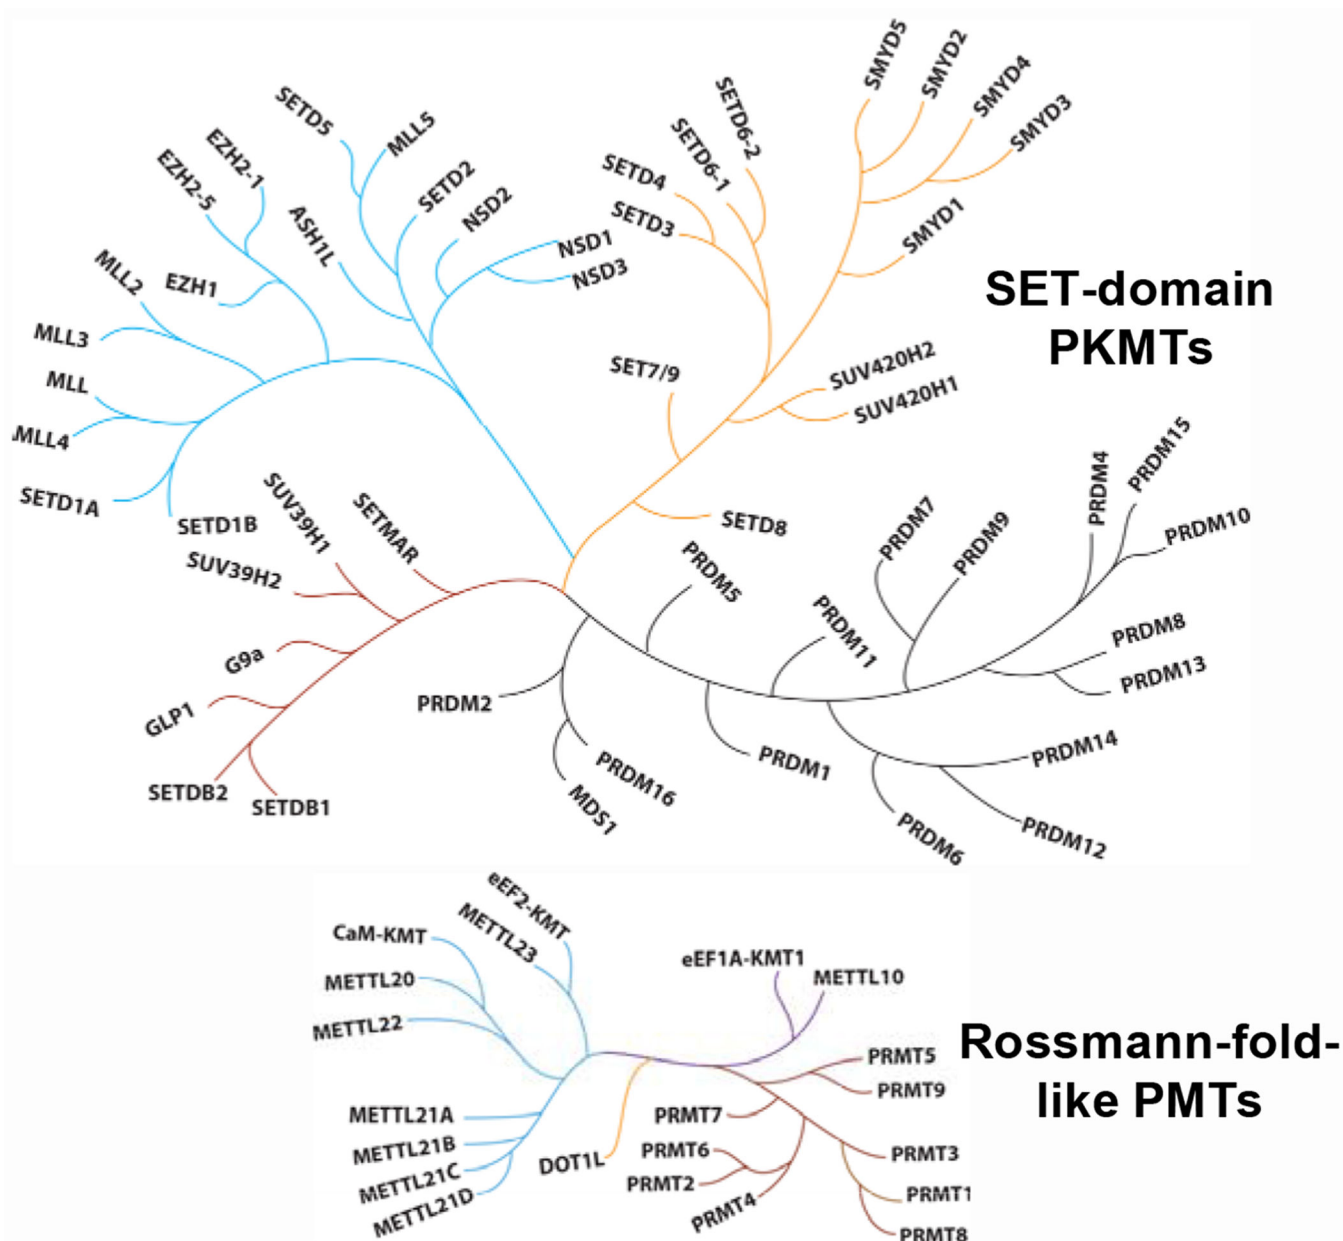 SMYD5
SMYD2
SMYD4
SMYD3
SMYD1
SETD6-2
SETD6-1
SETD4
SETD3
SETD5
MLL5
EZH2-1
EZH2-5
SETD2
NSD2
ASH1L
NSD1
NSD3
MLL2
EZH1
MLL3
MLL
MLL4
SETD1A
SETD1B
SET-domain
PKMTs
SET7/9
SUV420H2
SUV420H1
SETD8
SUV39H1
SETMAR
SUV39H2
G9a
GLP1
SETDB2
SETDB1
PRDM5
PRDM11
PRDM7
PRDM9
PRDM4
PRDM15
PRDM10
PRDM8
PRDM13
PRDM2
PRDM16
MDS1
PRDM1
PRDM14
PRDM12
PRDM6
eEF2-KMT
METTL23
CaM-KMT
METTL20
METTL22
eEF1A-KMT1
METTL10
Rossmann-fold-
like PMTs
PRMT5
PRMT9
METTL21A
METTL21B
METTL21C
METTL21D
DOT1L
PRMT7
PRMT6
PRMT2
PRMT4
PRMT3
PRMT1
PRMT8